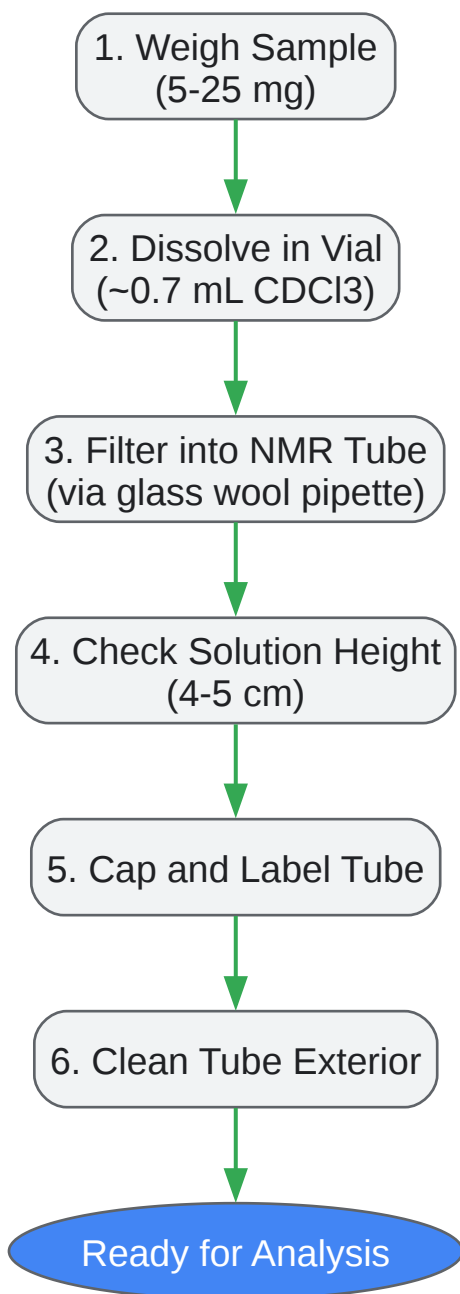 1. Weigh Sample
(5-25 mg)
2. Dissolve in Vial
(~0.7 mL CDCl3)
3. Filter into NMR Tube
(via glass wool pipette)
4. Check Solution Height
(4-5 cm)
5. Cap and Label Tube
6. Clean Tube Exterior
Ready for Analysis